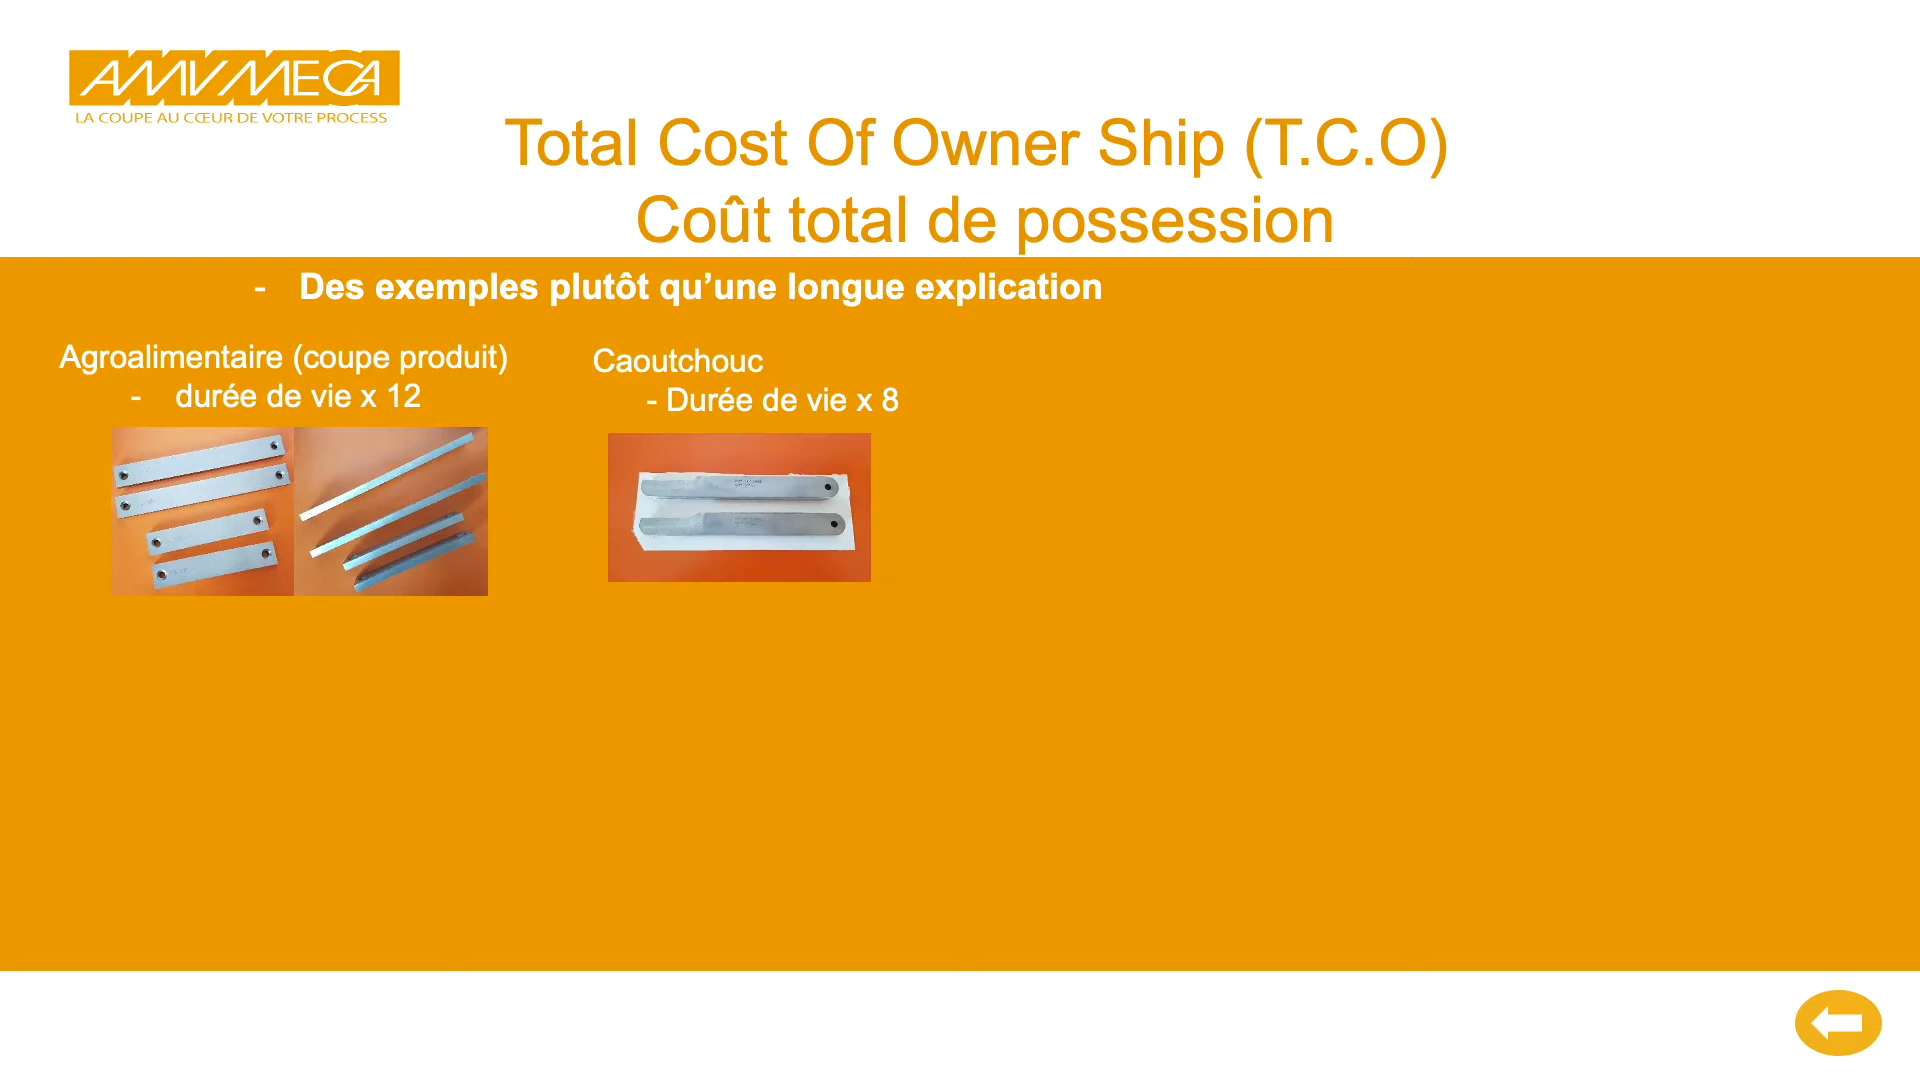 AMVMECA
LA COUPE AU CŒUR DE VOTRE PROCESS
Total Cost Of Owner Ship (T.C.O)
Coût total de possession
- Des exemples plutôt qu’une longue explication
Agroalimentaire (coupe produit)
- durée de vie x 12
Caoutchouc
- Durée de vie x 8